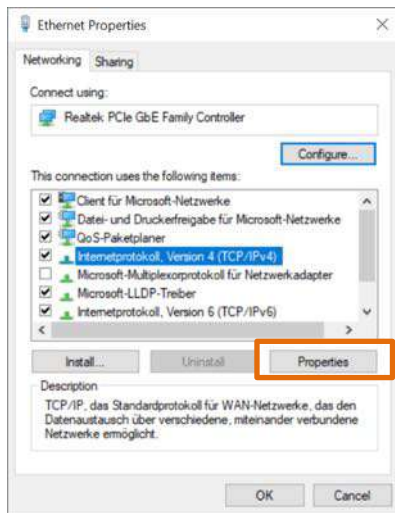 Ethernet Properties
Networking Sharing
Connect using:
Realtek PCIe GbE Family Controller
Configure...
This connection uses the following items:
Client für Microsoft-Netzwerke
Datei- und Druckerfreigabe für Microsoft-Netzwerke
QoS-Paketplaner
Internetprotokoll, Version 4 (TCP/IPv4)
Microsoft-Multiplexorprotokoll für Netzwerkadapter
Microsoft-LLDP-Treiber
Internetprotokoll, Version 6 (TCP/IPv6)
Install... Uninstall Properties
Description
TCP/IP, das Standardprotokoll für WAN-Netzwerke, das den
Datenaustausch über verschiedene, miteinander verbundene
Netzwerke ermöglicht.
OK Cancel